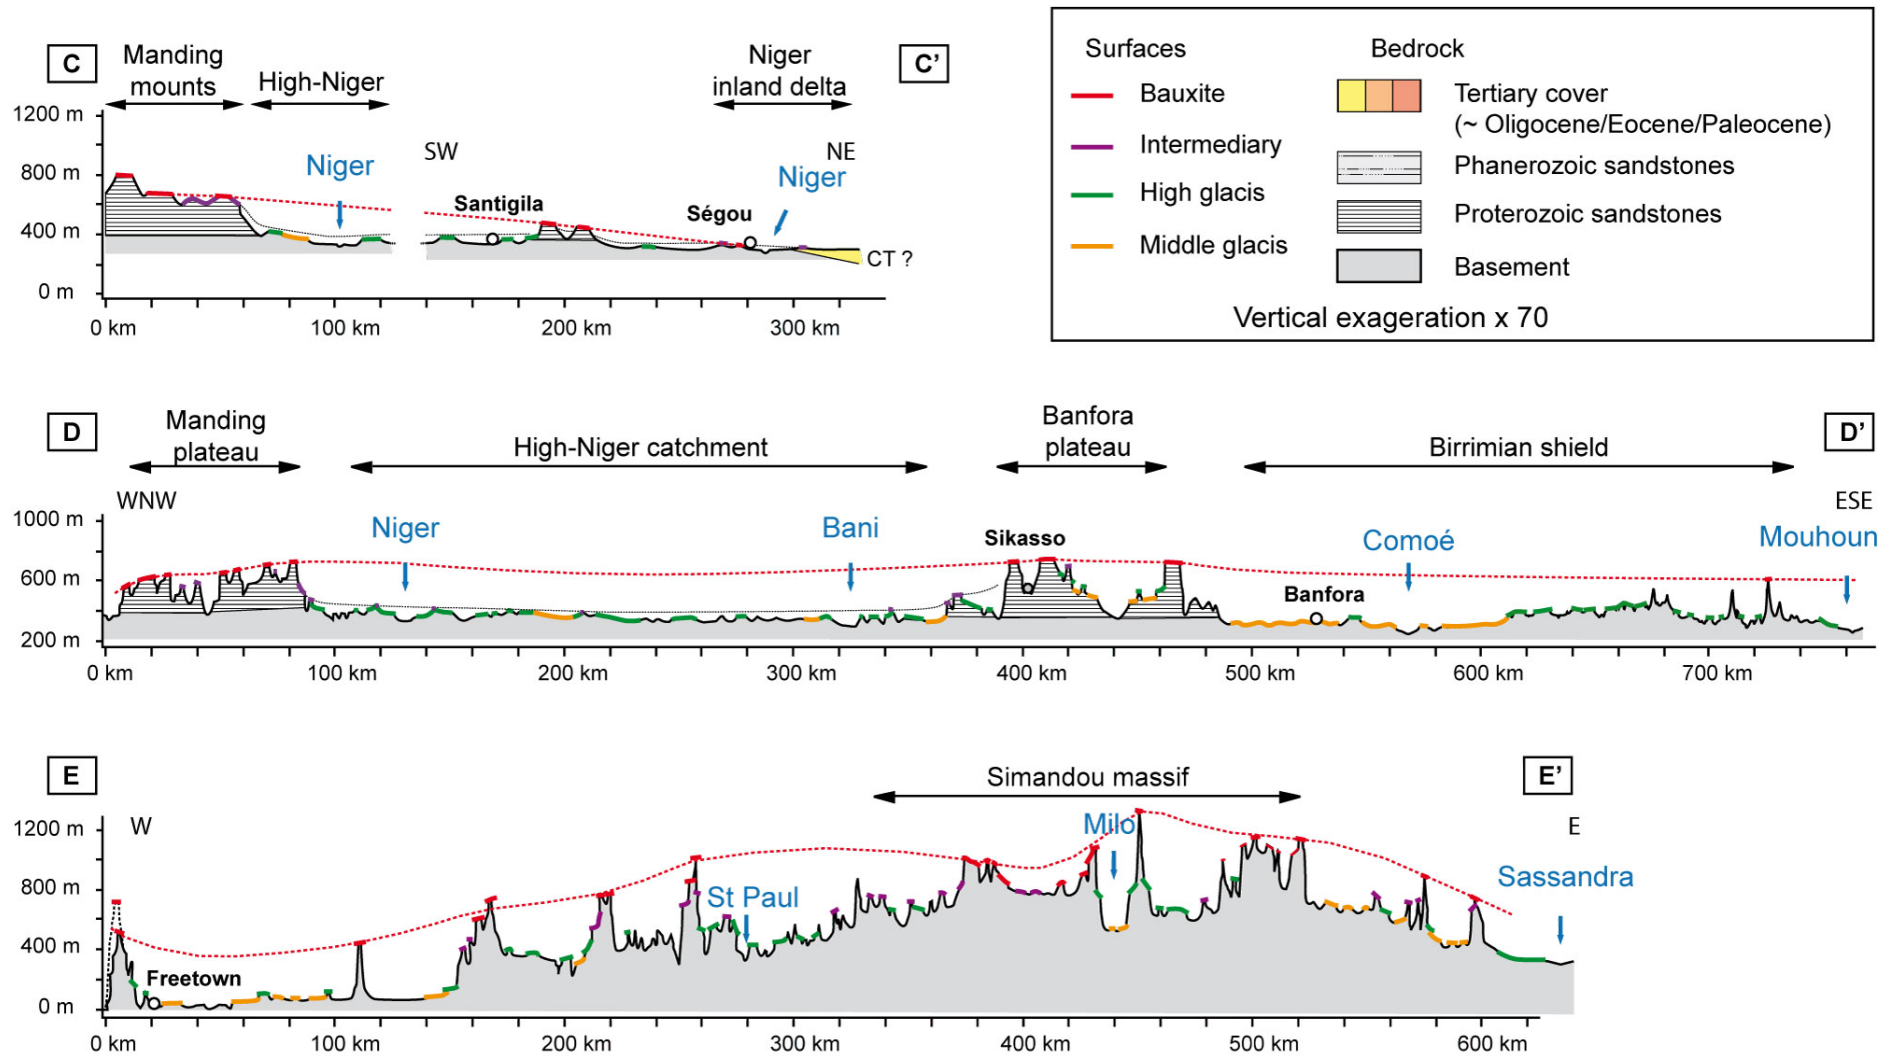 C
Manding
mounts
High-Niger
Niger
inland delta
C'
1200 m
800 m
400 m
0 m
Niger
SW
NE
Niger
Santigila
Ségou
CT ?
0 km
100 km
200 km
300 km
Surfaces
Bauxite
Intermediary
High glacis
Middle glacis
Bedrock
Tertiary cover
(~ Oligocene/Eocene/Paleocene)
Phanerozoic sandstones
Proterozoic sandstones
Basement
Vertical exageration x 70
D
Manding
plateau
High-Niger catchment
Banfora
plateau
Birrimian shield
D'
WNW
ESE
1000 m
600 m
200 m
Niger
Bani
Sikasso
Comoé
Mouhoun
Banfora
0 km
100 km
200 km
300 km
400 km
500 km
600 km
700 km
E
Simandou massif
E'
W
E
1200 m
800 m
400 m
0 m
Milo
St Paul
Sassandra
Freetown
0 km
100 km
200 km
300 km
400 km
500 km
600 km